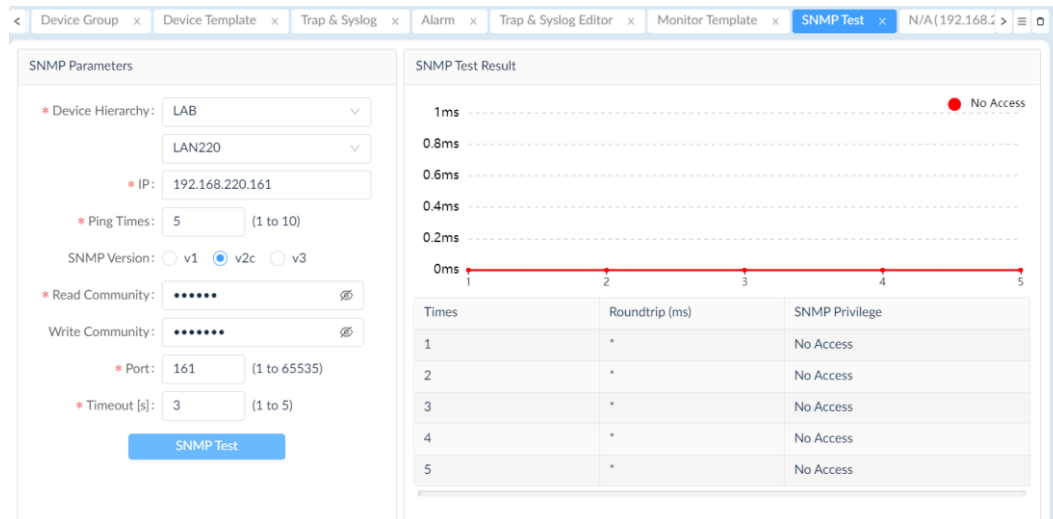 Device Group x Device Template x Trap & Syslog x Alarm x Trap & Syslog Editor x Monitor Template x SNMP Test x N/A(192.168.2
SNMP Parameters
* Device Hierarchy: LAB
LAN220
* IP: 192.168.220.161
* Ping Times: 5 (1 to 10)
SNMP Version: v1 v2c v3
* Read Community: ••••••
Write Community: •••••••
* Port: 161 (1 to 65535)
* Timeout [s]: 3 (1 to 5)
SNMP Test
SNMP Test Result
No Access
1ms
0.8ms
0.6ms
0.4ms
0.2ms
0ms
1 2 3 4 5
Times Roundtrip (ms) SNMP Privilege
1 * No Access
2 * No Access
3 * No Access
4 * No Access
5 * No Access